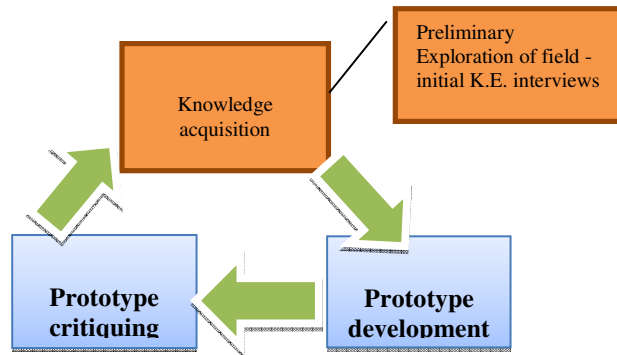 Preliminary
Exploration of field -
initial K.E. interviews
Knowledge
acquisition
Prototype
critiquing
Prototype
development